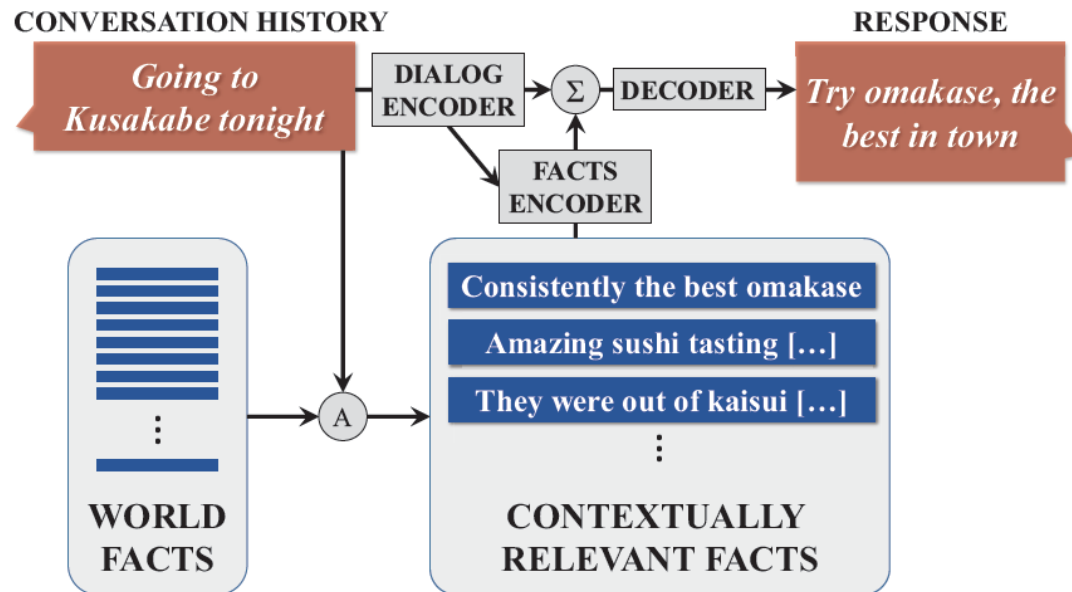 CONVERSATION HISTORY
Going to
Kusakabe tonight
DIALOG
ENCODER
Σ
DECODER
RESPONSE
Try omakase, the
best in town
FACTS
ENCODER
WORLD
FACTS
A
Consistently the best omakase
Amazing sushi tasting […]
They were out of kaisui […]
CONTEXTUALLY
RELEVANT FACTS